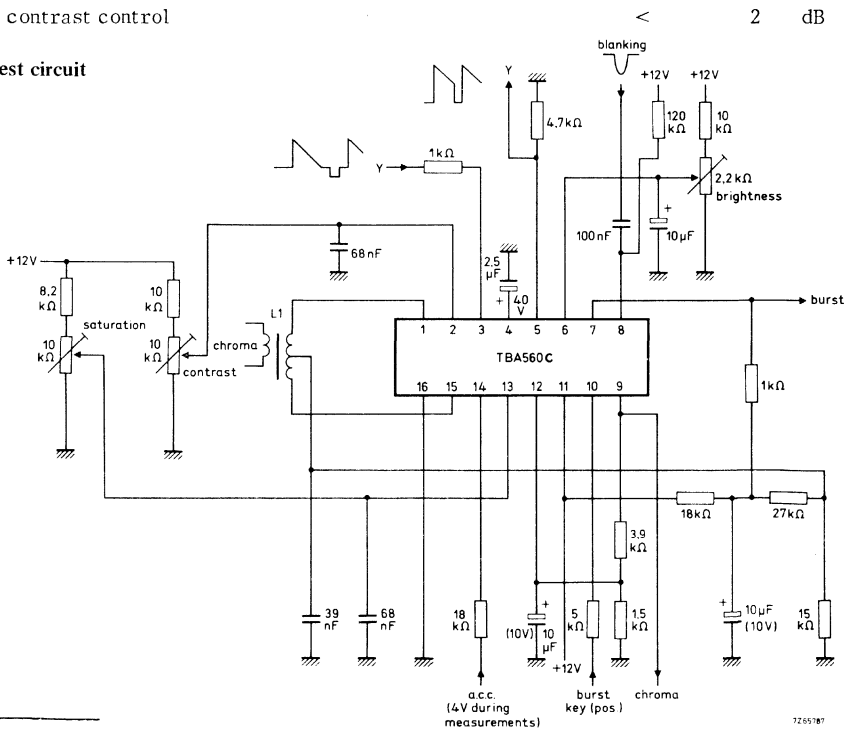 contrast control < 2 dB
est circuit
blanking
Y
+12V
+12V
4.7kΩ
120 kΩ
10 kΩ
1kΩ
Y
2,2kΩ
brightness
+
100nF
10µF
68nF
+12V
2,5 µF
+ 40 V
8,2 kΩ
10 kΩ
L1
burst
saturation
1 2 3 4 5 6 7 8
10 kΩ
10 kΩ
chroma
TBA560C
contrast
16 15 14 13 12 11 10 9
1kΩ
18kΩ
27kΩ
3,9 kΩ
39 nF
68 nF
18 kΩ
+
(10V) 10 µF
5 kΩ
1,5 kΩ
+
10µF (10V)
15 kΩ
+12V
a.c.c.
(4V during
measurements)
burst
key (pos)
chroma
7Z65787